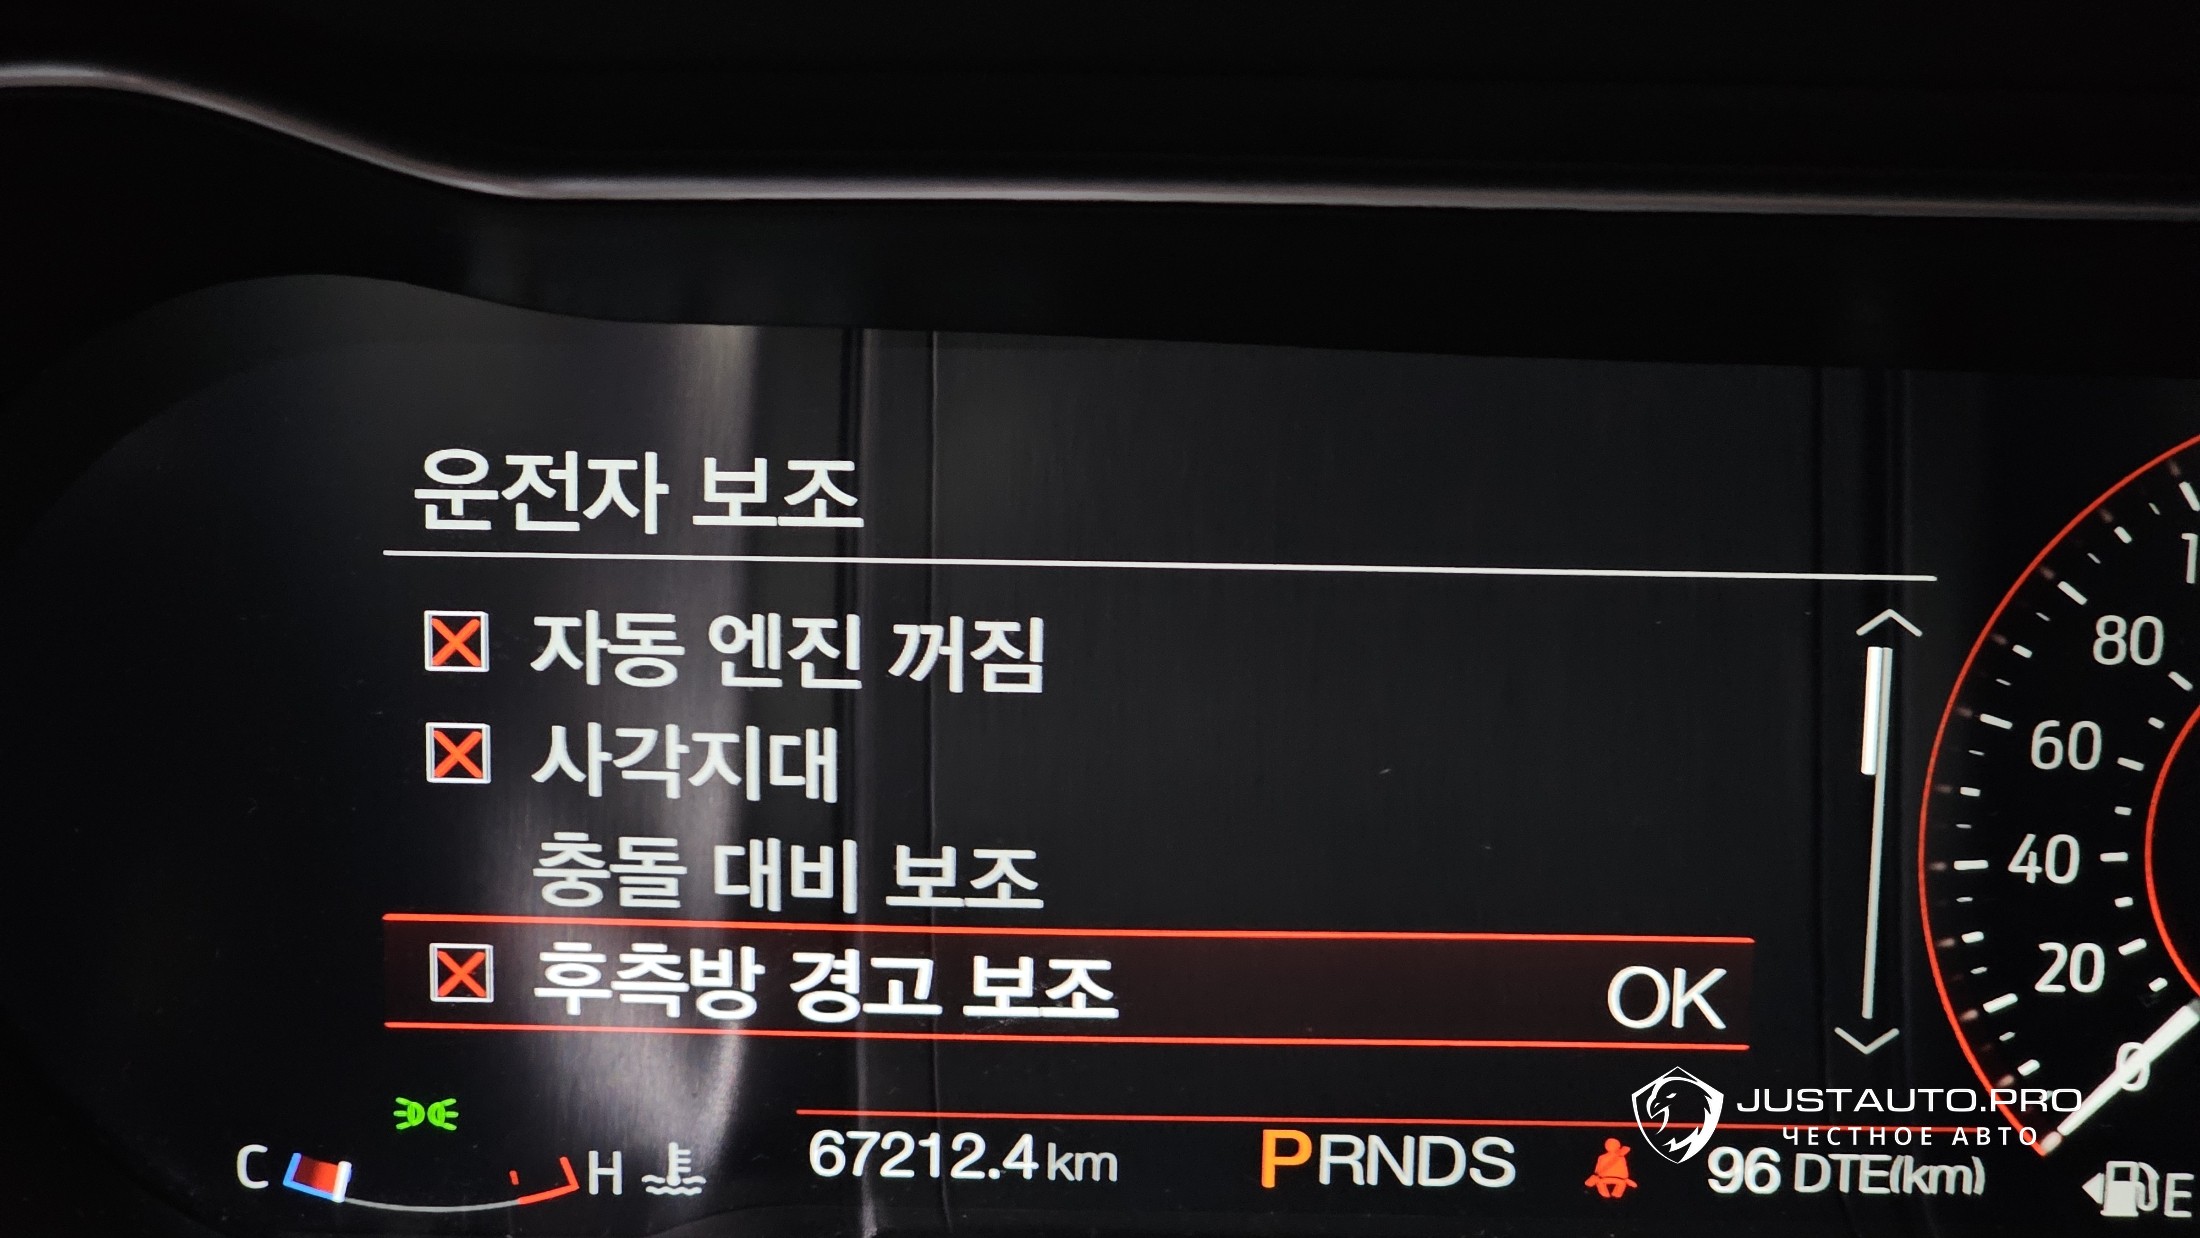 운전자 보조
자동 엔진 꺼짐
사각지대
충돌 대비 보조
후측방 경고 보조 OK
80
60
40
20
0
JUSTAUTO.PRO
ЧЕСТНОЕ АВТО
C H 67212.4 km PRNDS 96 DTE(km) E